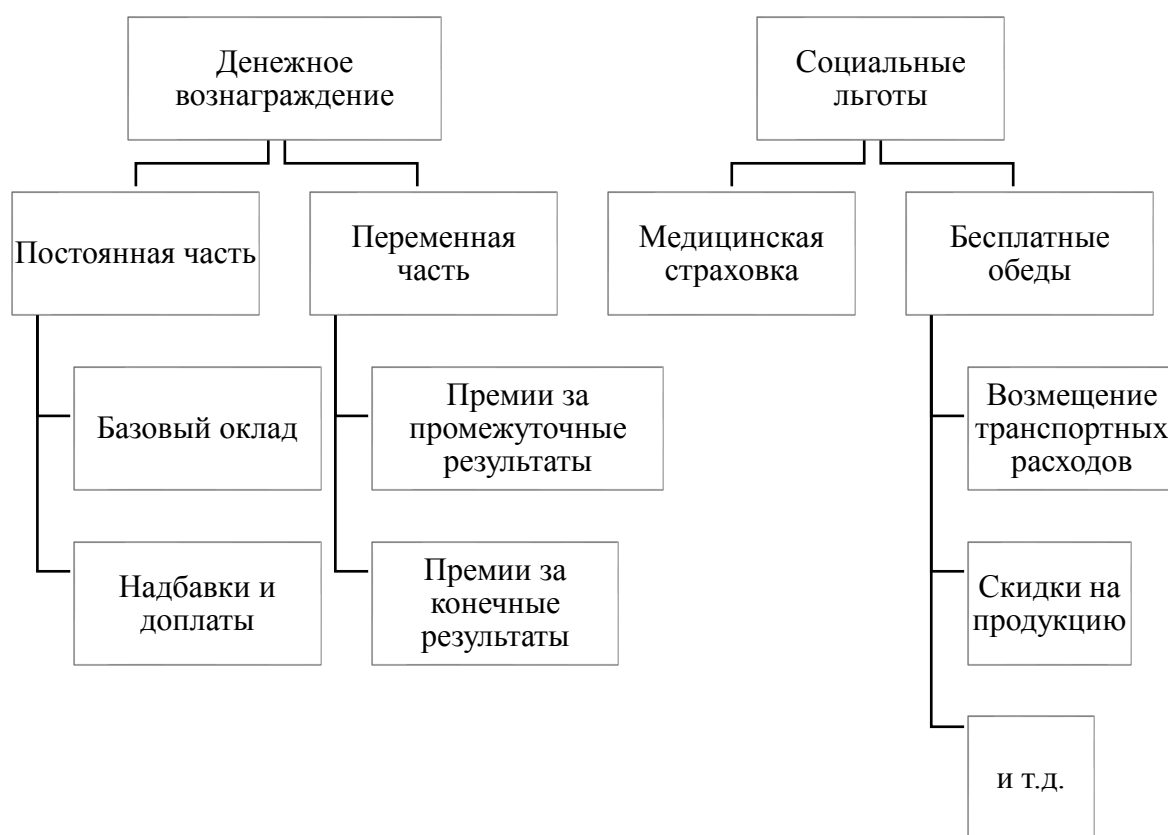 Денежное
вознаграждение
Социальные
льготы
Постоянная часть
Переменная
часть
Медицинская
страховка
Бесплатные
обеды
Базовый оклад
Премии за
промежуточные
результаты
Возмещение
транспортных
расходов
Надбавки и
доплаты
Премии за
конечные
результаты
Скидки на
продукцию
и т.д.